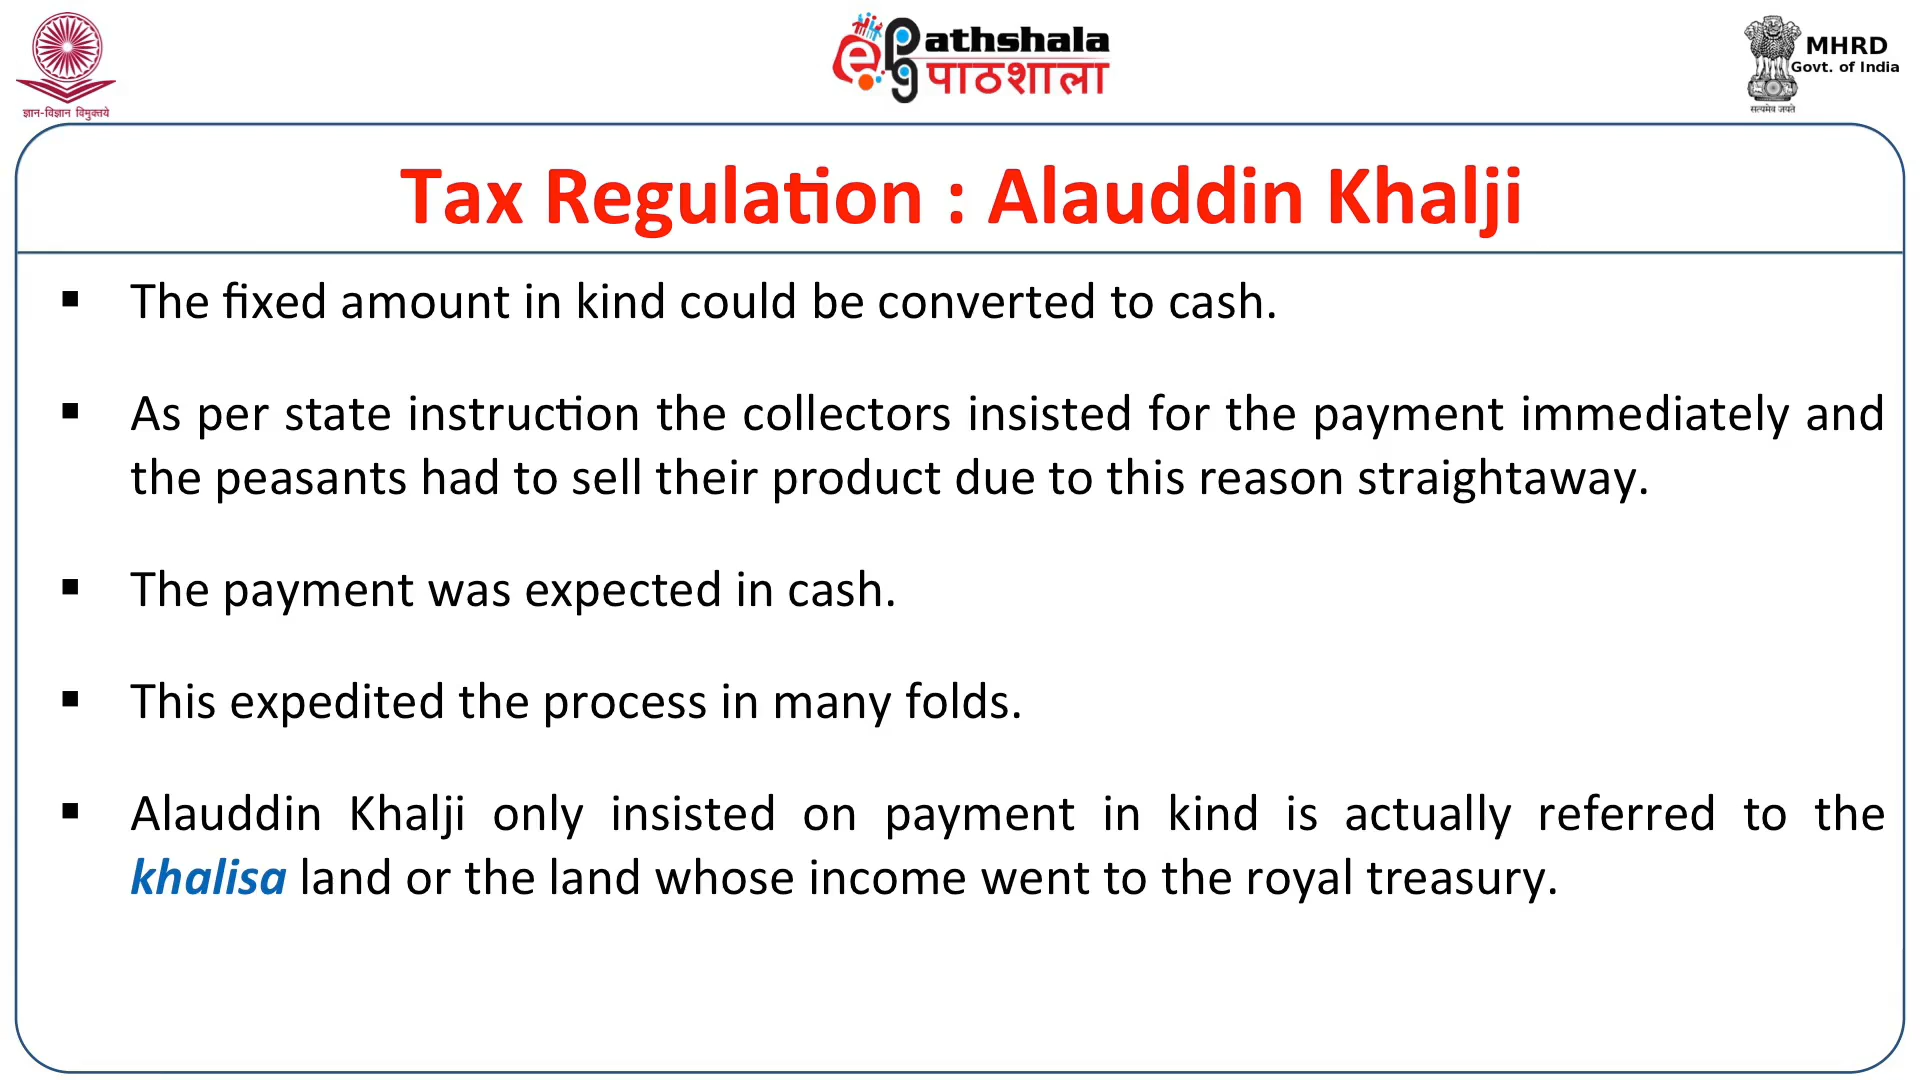 ज्ञान-विज्ञान विमुक्तये
e pg Pathshala
पाठशाला
MHRD
Govt. of India
सत्यमेव जयते
Tax Regulation : Alauddin Khalji
▪ The fixed amount in kind could be converted to cash.
▪ As per state instruction the collectors insisted for the payment immediately and
the peasants had to sell their product due to this reason straightaway.
▪ The payment was expected in cash.
▪ This expedited the process in many folds.
▪ Alauddin Khalji only insisted on payment in kind is actually referred to the
khalisa land or the land whose income went to the royal treasury.